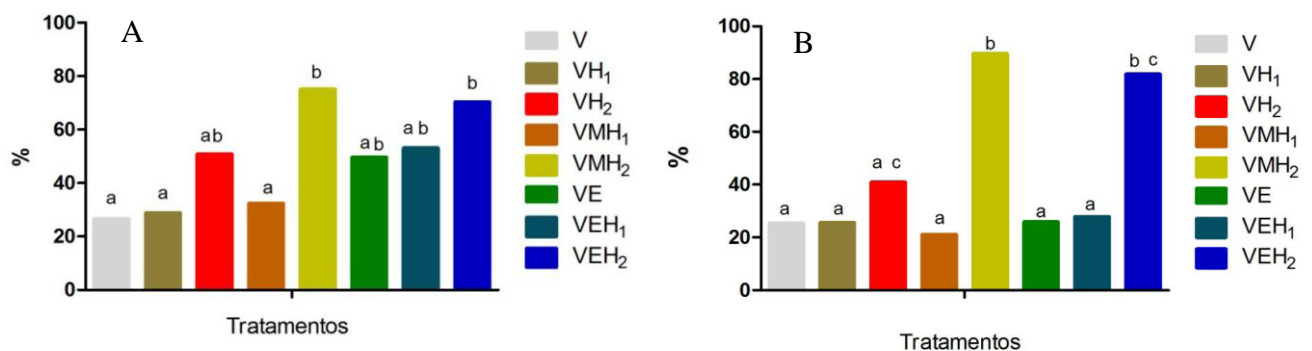 A
%
100
80
60
40
20
0
a
a
ab
a
b
a b
a b
b
Tratamentos
V
VH₁
VH₂
VMH₁
VMH₂
VE
VEH₁
VEH₂
B
%
100
80
60
40
20
0
a
a
a c
a
b
a
a
b c
Tratamentos
V
VH₁
VH₂
VMH₁
VMH₂
VE
VEH₁
VEH₂